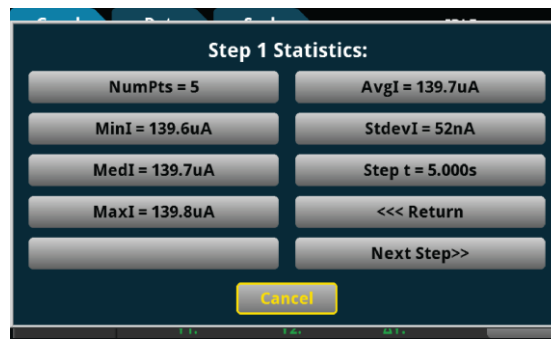 Step 1 Statistics:
NumPts = 5
AvgI = 139.7uA
MinI = 139.6uA
StdevI = 52nA
MedI = 139.7uA
Step t = 5.000s
MaxI = 139.8uA
<<< Return
Next Step>>
Cancel